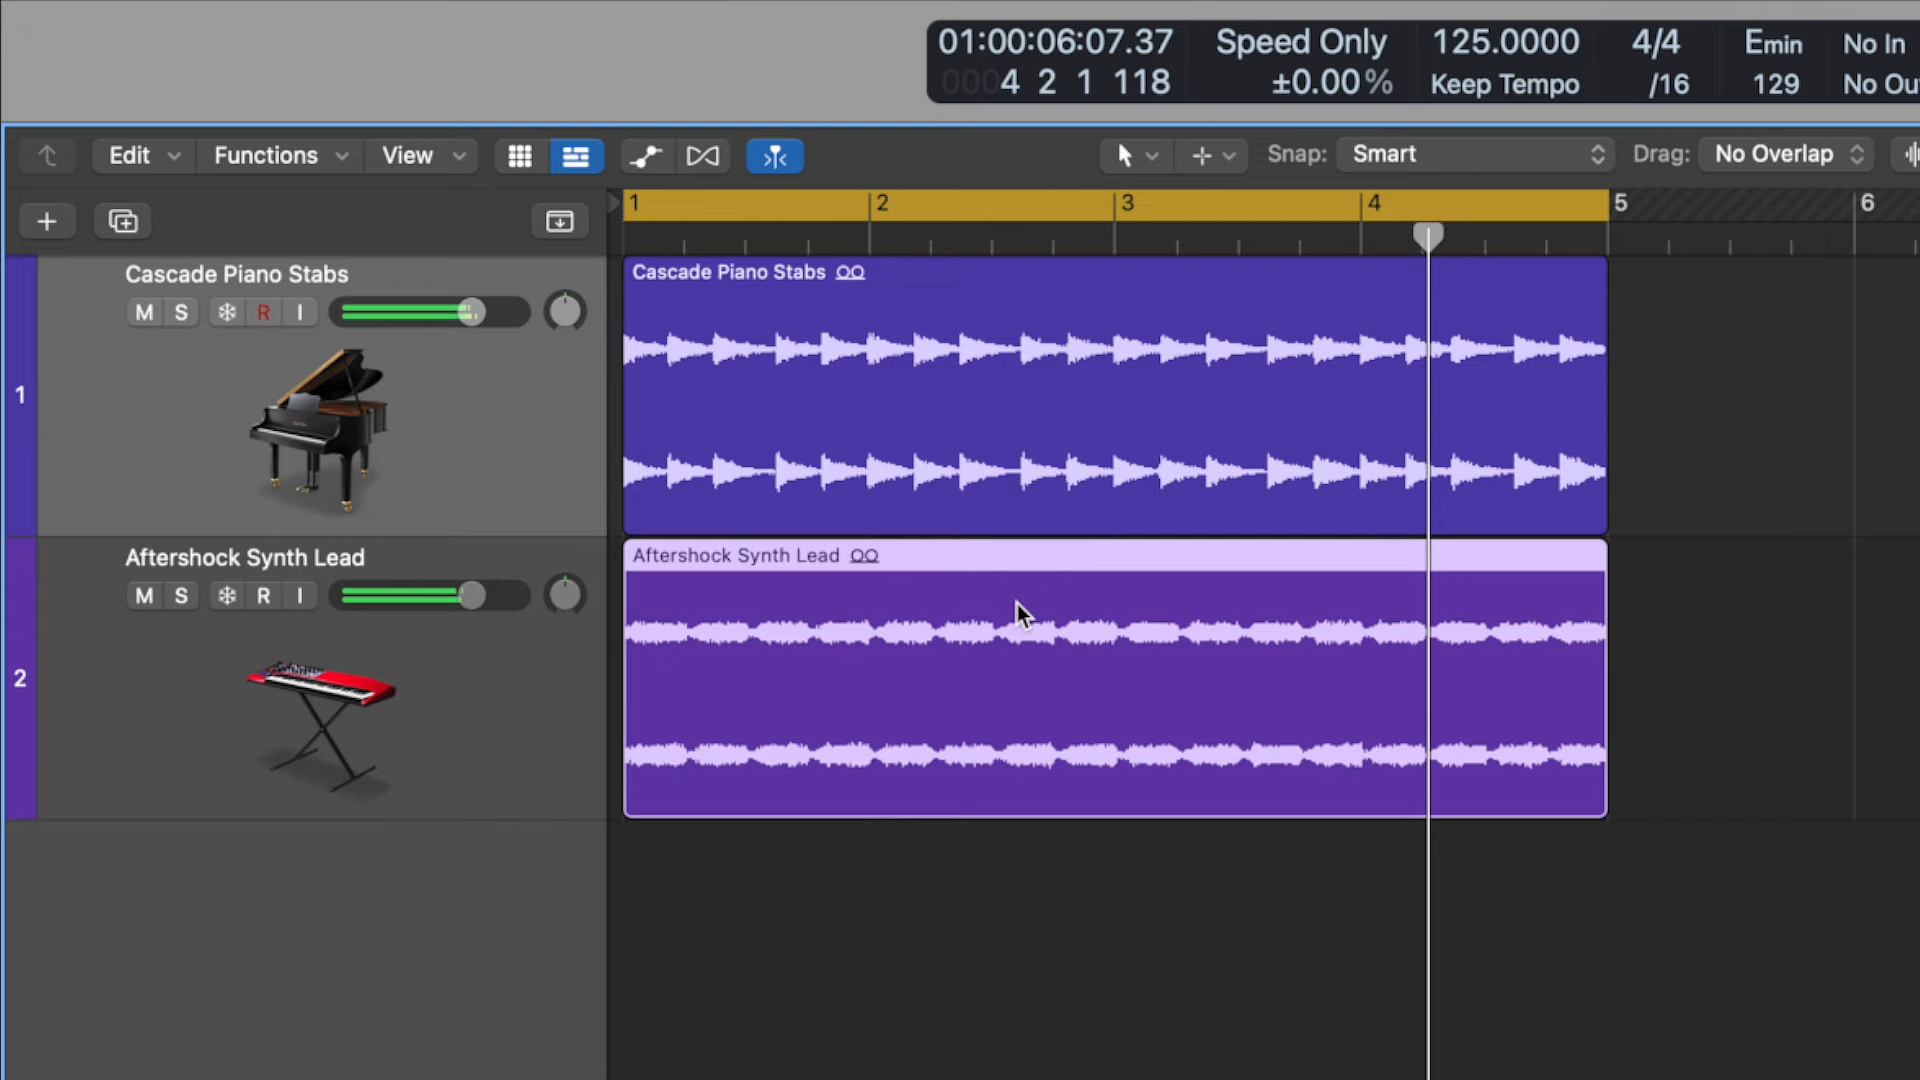 01:00:06:07.37 Speed Only 125.0000 4/4 Emin No In
0004 2 1 118 ±0.00% Keep Tempo /16 129 No Ou
Edit Functions View Snap: Smart Drag: No Overlap
1 2 3 4 5 6
Cascade Piano Stabs
M S R I
1
Cascade Piano Stabs
Aftershock Synth Lead
M S R I
2
Aftershock Synth Lead